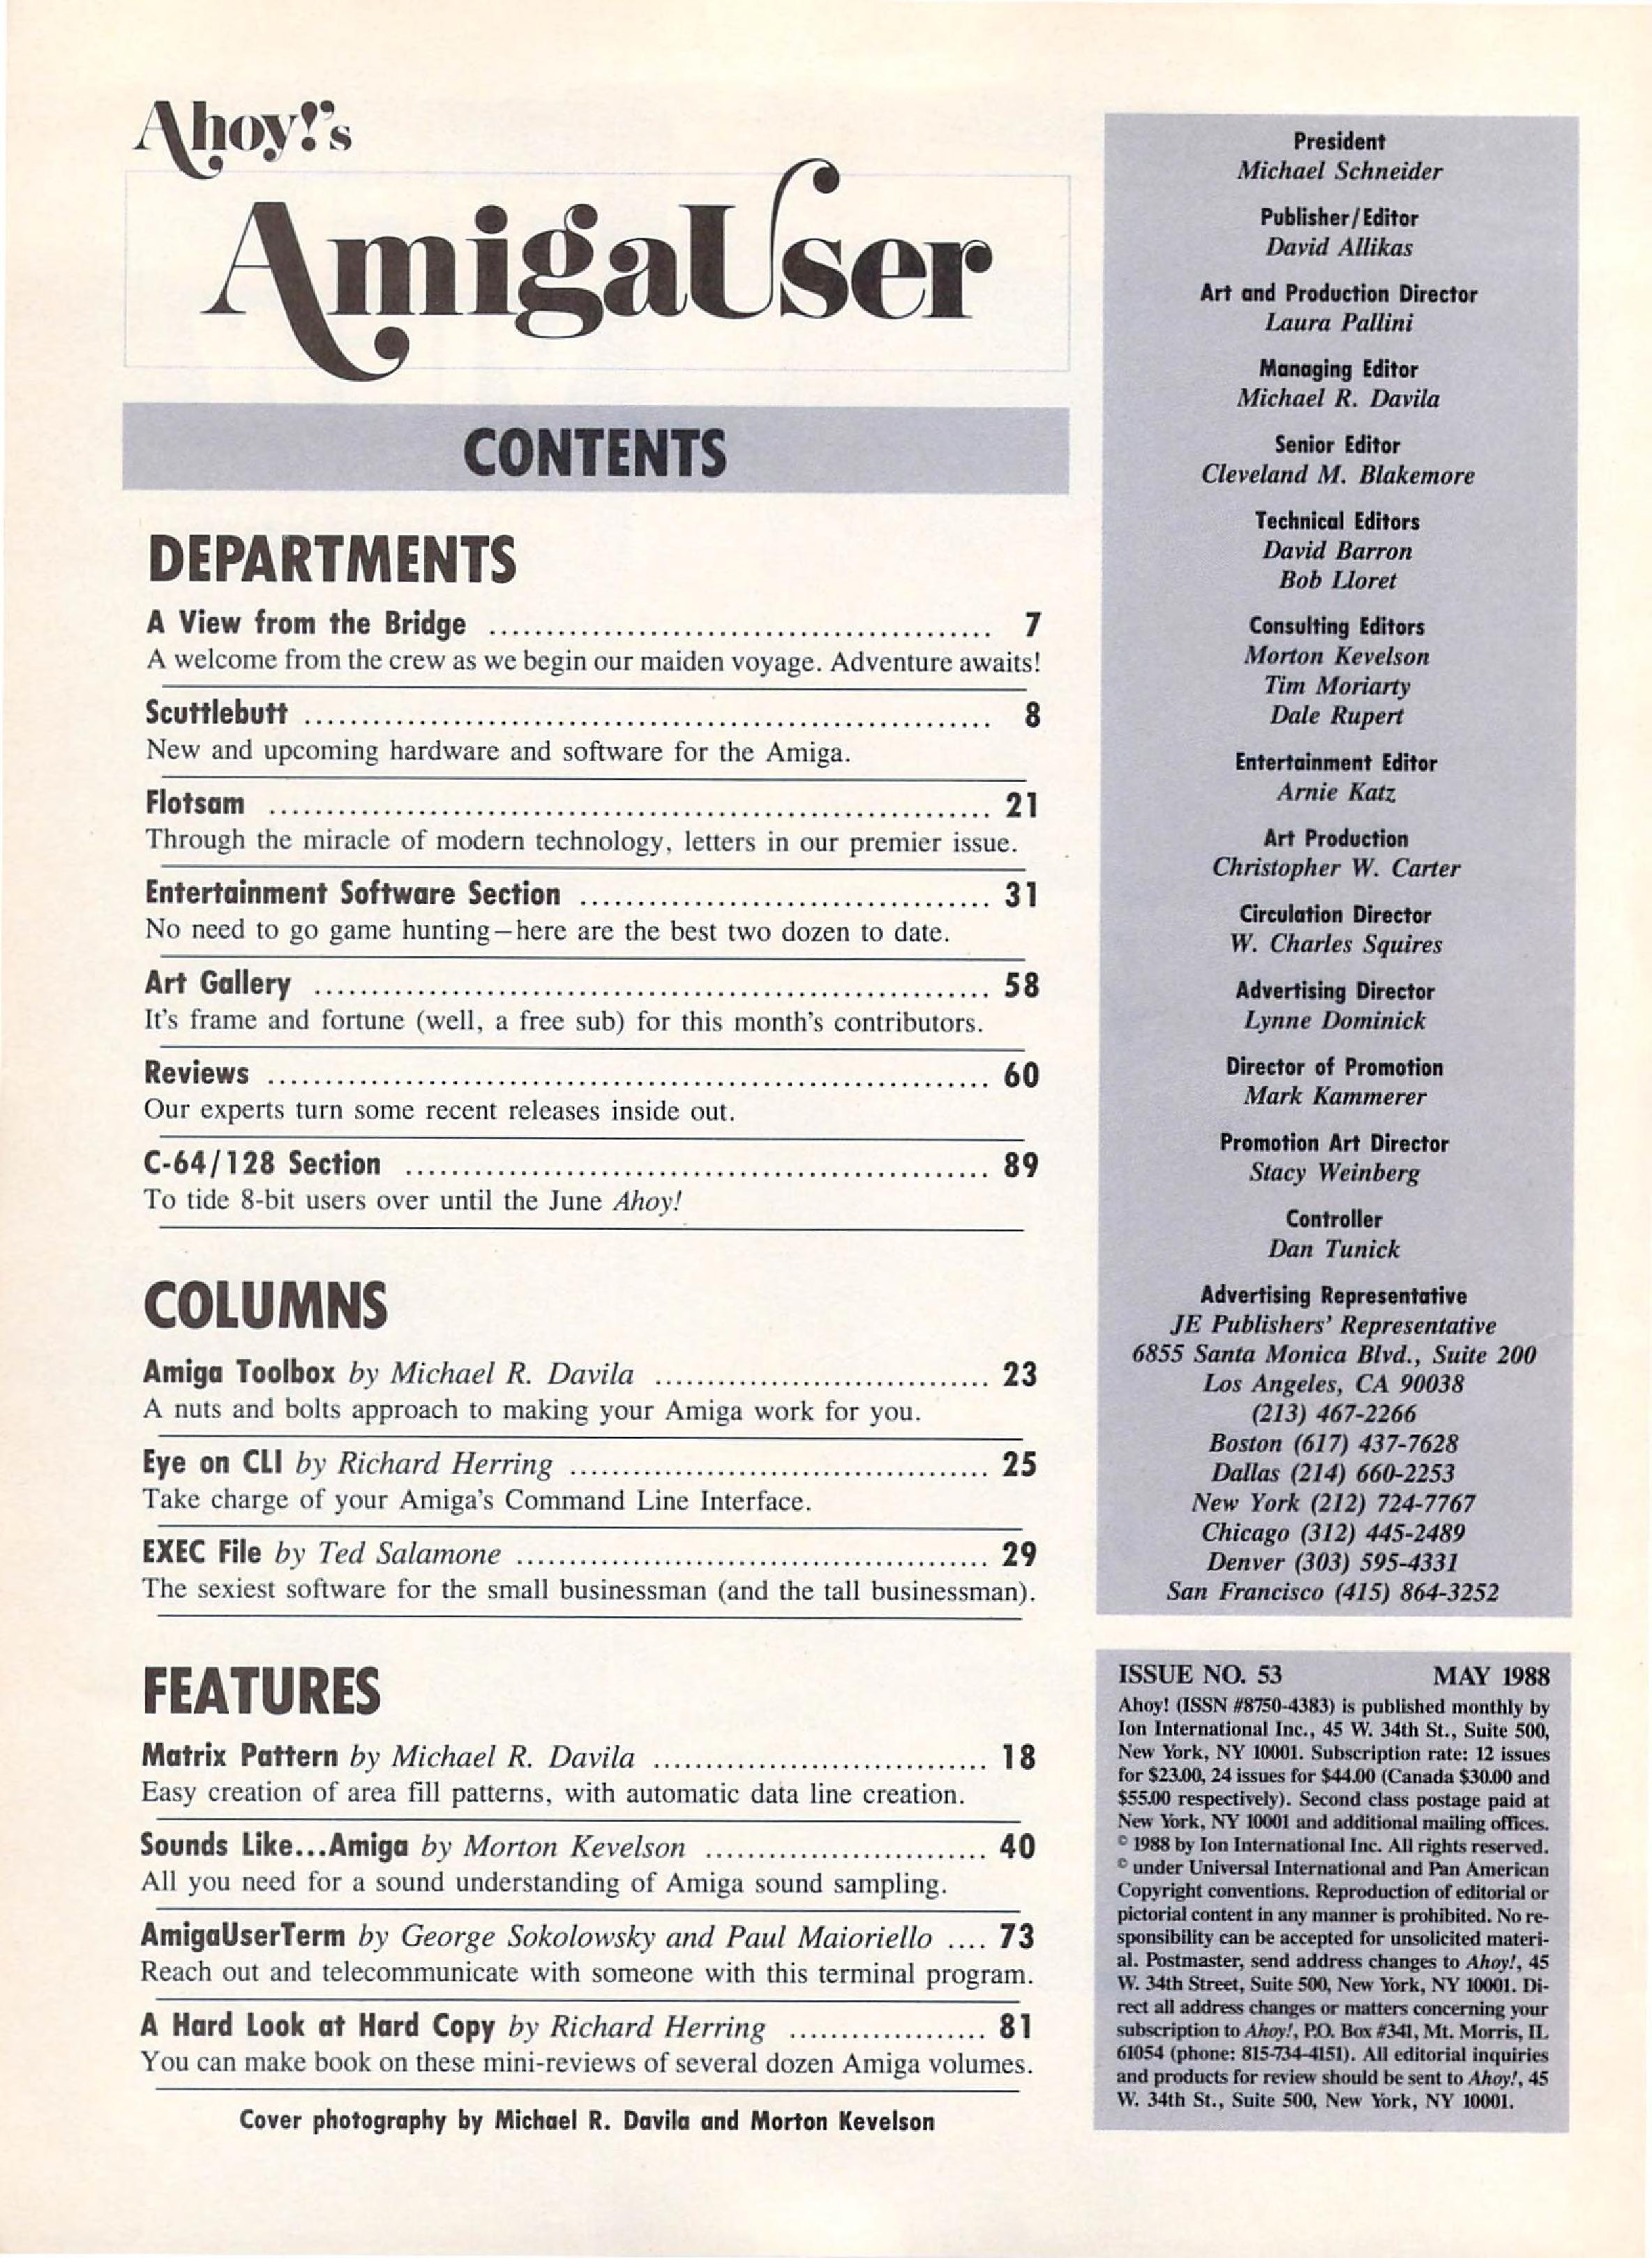 Ahoy!'s
AmigaUser
CONTENTS
DEPARTMENTS
A View from the Bridge ............................................ 7
A welcome from the crew as we begin our maiden voyage. Adventure awaits!
Scuttlebutt ............................................................ 8
New and upcoming hardware and software for the Amiga.
Flotsam ............................................................... 21
Through the miracle of modern technology, letters in our premier issue.
Entertainment Software Section .................................... 31
No need to go game hunting—here are the best two dozen to date.
Art Gallery ........................................................... 58
It's frame and fortune (well, a free sub) for this month's contributors.
Reviews ............................................................... 60
Our experts turn some recent releases inside out.
C-64/128 Section ................................................... 89
To tide 8-bit users over until the June Ahoy!
COLUMNS
Amiga Toolbox by Michael R. Davila ............................. 23
A nuts and bolts approach to making your Amiga work for you.
Eye on CLI by Richard Herring ..................................... 25
Take charge of your Amiga's Command Line Interface.
EXEC File by Ted Salamone ......................................... 29
The sexiest software for the small businessman (and the tall businessman).
FEATURES
Matrix Pattern by Michael R. Davila ............................. 18
Easy creation of area fill patterns, with automatic data line creation.
Sounds Like...Amiga by Morton Kevelson ......................... 40
All you need for a sound understanding of Amiga sound sampling.
AmigaUserTerm by George Sokolowsky and Paul Maioriello .... 73
Reach out and telecommunicate with someone with this terminal program.
A Hard Look at Hard Copy by Richard Herring ................. 81
You can make book on these mini-reviews of several dozen Amiga volumes.
Cover photography by Michael R. Davila and Morton Kevelson
President
Michael Schneider
Publisher/Editor
David Allikas
Art and Production Director
Laura Pallini
Managing Editor
Michael R. Davila
Senior Editor
Cleveland M. Blakemore
Technical Editors
David Barron
Bob Lloret
Consulting Editors
Morton Kevelson
Tim Moriarty
Dale Rupert
Entertainment Editor
Arnie Katz
Art Production
Christopher W. Carter
Circulation Director
W. Charles Squires
Advertising Director
Lynne Dominick
Director of Promotion
Mark Kammerer
Promotion Art Director
Stacy Weinberg
Controller
Dan Tunick
Advertising Representative
JE Publishers' Representative
6855 Santa Monica Blvd., Suite 200
Los Angeles, CA 90038
(213) 467-2266
Boston (617) 437-7628
Dallas (214) 660-2253
New York (212) 724-7767
Chicago (312) 445-2489
Denver (303) 595-4331
San Francisco (415) 864-3252
ISSUE NO. 53 MAY 1988
Ahoy! (ISSN #8750-4383) is published monthly by
Ion International Inc., 45 W. 34th St., Suite 500,
New York, NY 10001. Subscription rate: 12 issues
for $23.00, 24 issues for $44.00 (Canada $30.00 and
$55.00 respectively). Second class postage paid at
New York, NY 10001 and additional mailing offices.
© 1988 by Ion International Inc. All rights reserved.
© under Universal International and Pan American
Copyright conventions. Reproduction of editorial or
pictorial content in any manner is prohibited. No re-
sponsibility can be accepted for unsolicited materi-
al. Postmaster, send address changes to Ahoy!, 45
W. 34th Street, Suite 500, New York, NY 10001. Di-
rect all address changes or matters concerning your
subscription to Ahoy!, P.O. Box #341, Mt. Morris, IL
61054 (phone: 815-734-4151). All editorial inquiries
and products for review should be sent to Ahoy!, 45
W. 34th St., Suite 500, New York, NY 10001.